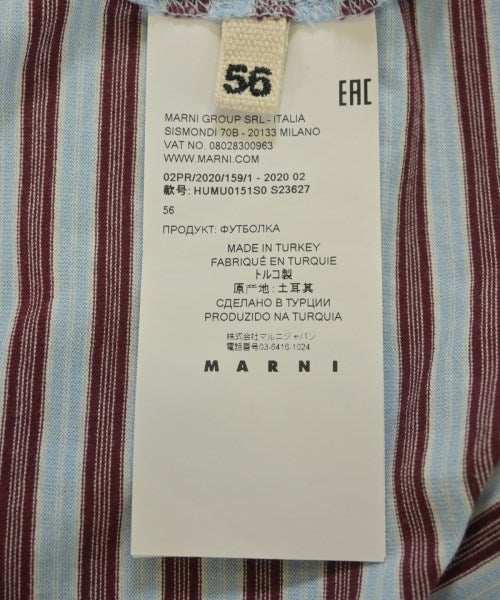 56
EAC
MARNI GROUP SRL - ITALIA
SISMONDI 70B - 20133 MILANO
VAT NO. 08028300963
WWW.MARNI.COM
02PR/2020/159/1 - 2020 02
款号: HUMU0151S0 S23627
56
ПРОДУКТ: ФУТБОЛКА
MADE IN TURKEY
FABRIQUÉ EN TURQUIE
トルコ製
原产地: 土耳其
СДЕЛАНО В ТУРЦИИ
PRODUZIDO NA TURQUIA
株式会社マルニジャパン
電話番号03-6416-1024
MARNI